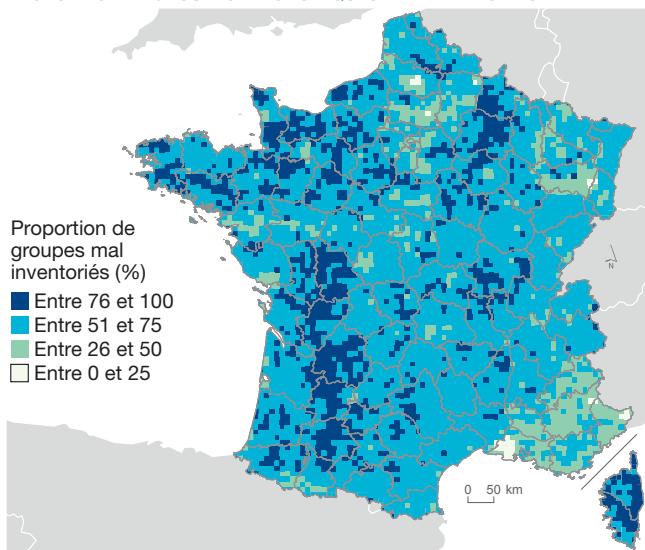 Proportion de
groupes mal
inventoriés (%)
Entre 76 et 100
Entre 51 et 75
Entre 26 et 50
Entre 0 et 25
N
0 50 km